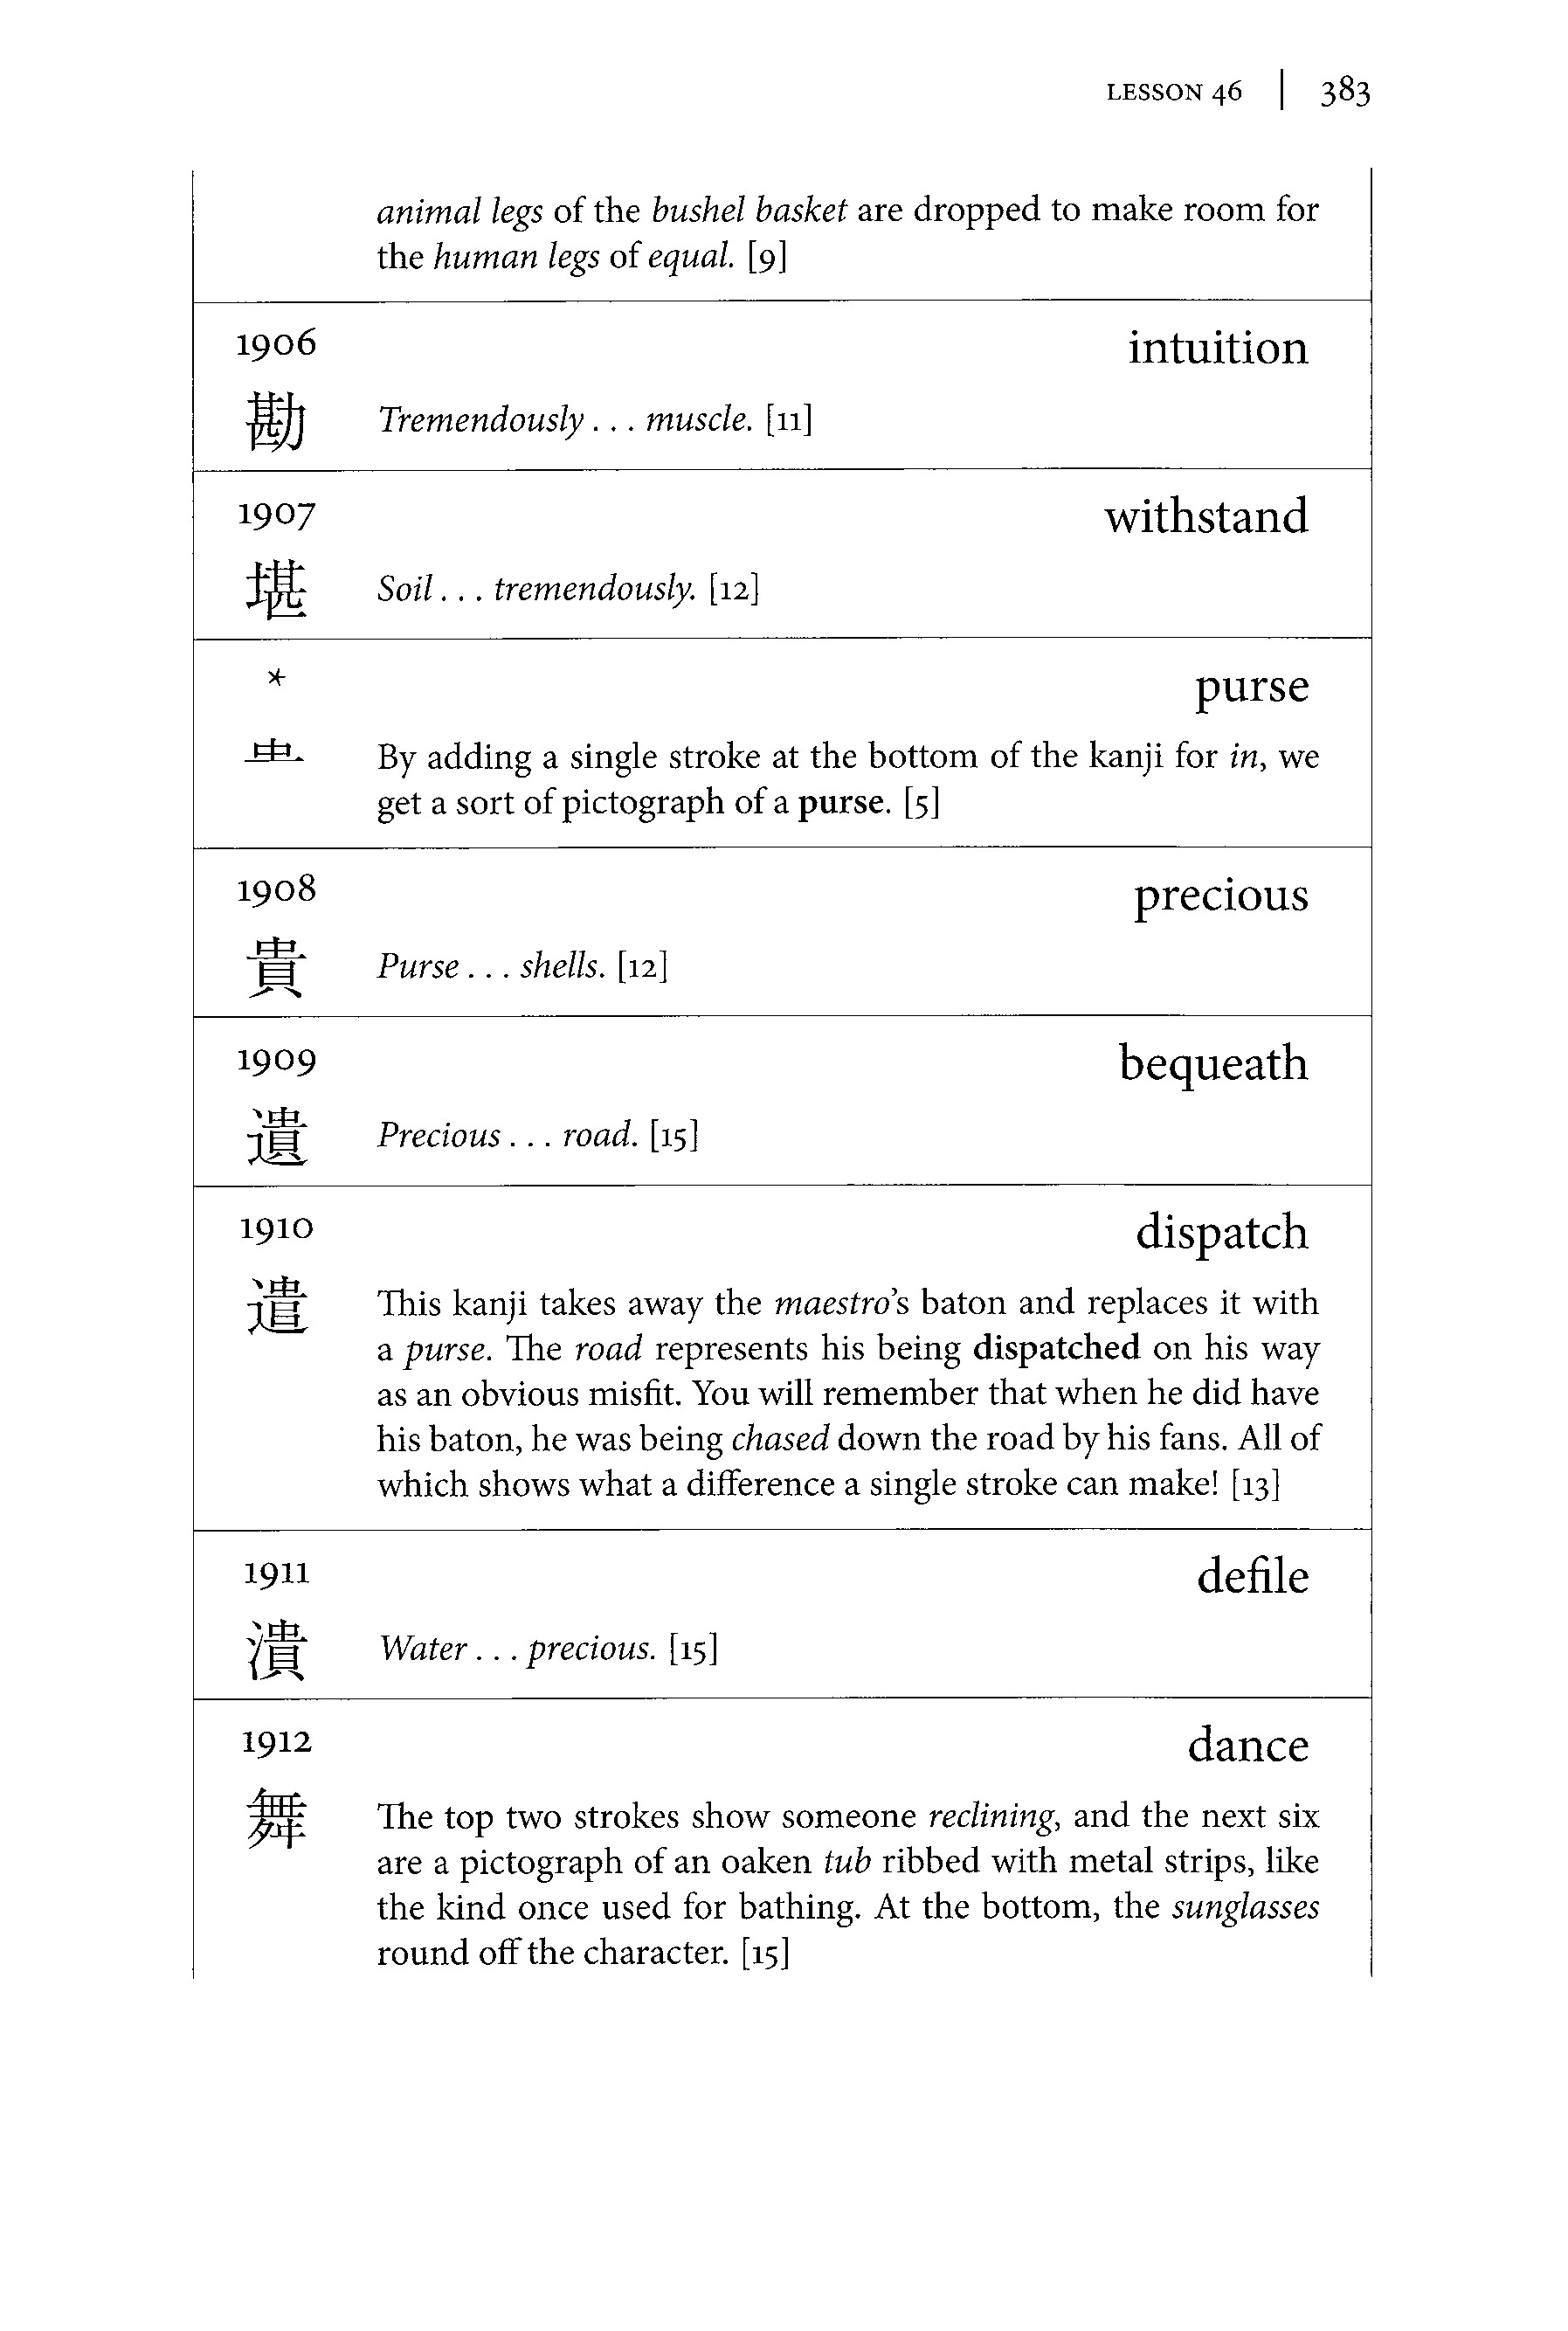 LESSON 46 | 383
animal legs of the bushel basket are dropped to make room for
the human legs of equal. [9]
1906 intuition
勘 Tremendously . . . muscle. [11]
1907 withstand
堪 Soil . . . tremendously. [12]
* purse
By adding a single stroke at the bottom of the kanji for in, we
get a sort of pictograph of a purse. [5]
1908 precious
貴 Purse . . . shells. [12]
1909 bequeath
遺 Precious . . . road. [15]
1910 dispatch
遣 This kanji takes away the maestro's baton and replaces it with
a purse. The road represents his being dispatched on his way
as an obvious misfit. You will remember that when he did have
his baton, he was being chased down the road by his fans. All of
which shows what a difference a single stroke can make! [13]
1911 defile
潰 Water . . . precious. [15]
1912 dance
舞 The top two strokes show someone reclining, and the next six
are a pictograph of an oaken tub ribbed with metal strips, like
the kind once used for bathing. At the bottom, the sunglasses
round off the character. [15]